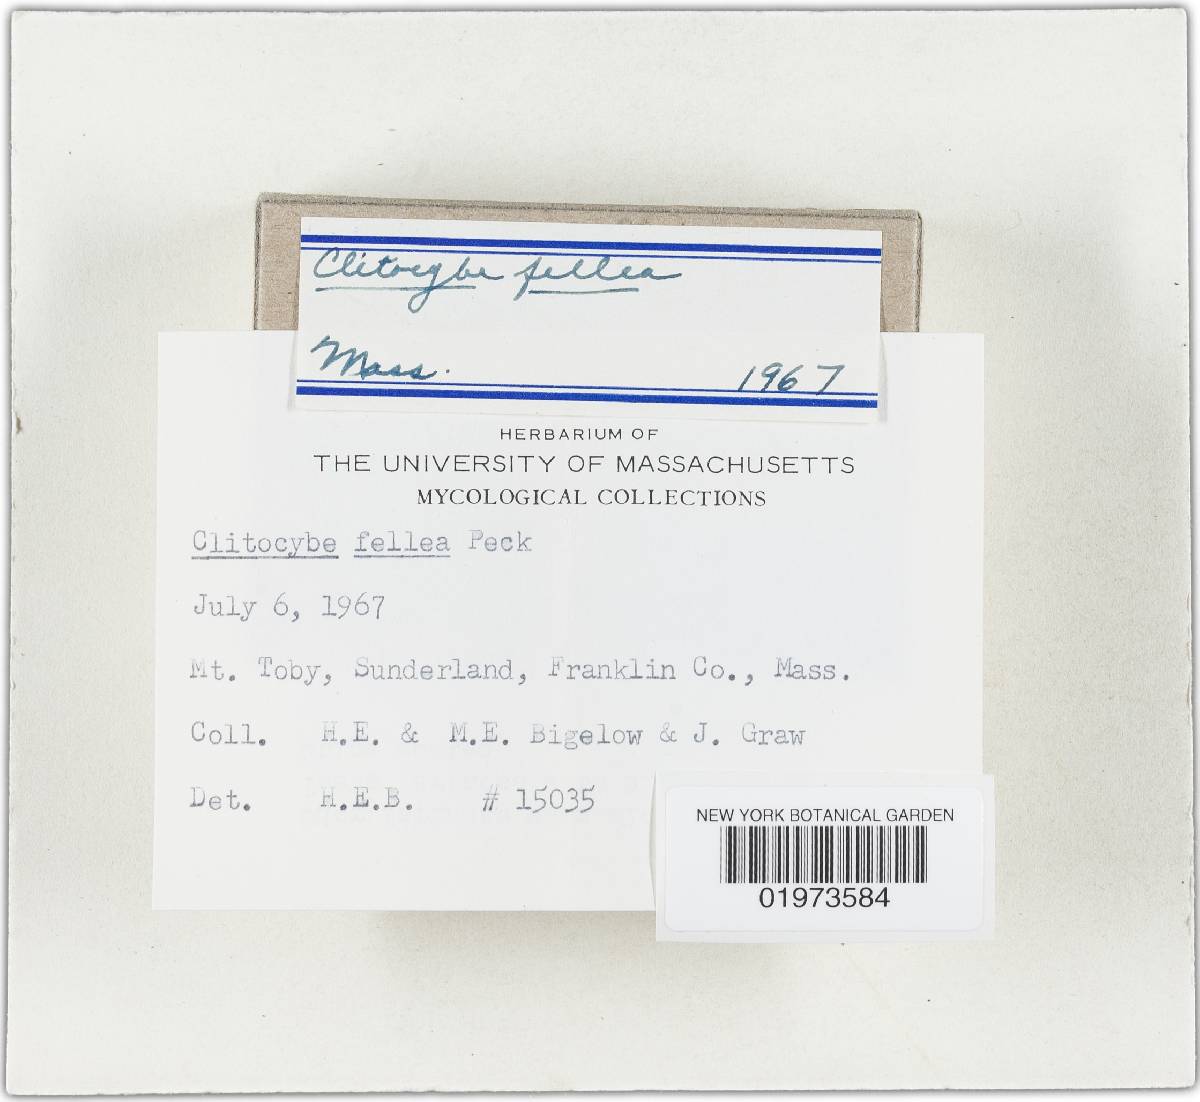 Clitocybe fellea
Mass. 1967
HERBARIUM OF
THE UNIVERSITY OF MASSACHUSETTS
MYCOLOGICAL COLLECTIONS
Clitocybe fellea Peck
July 6, 1967
Mt. Toby, Sunderland, Franklin Co., Mass.
Coll. H.E. & M.E. Bigelow & J. Graw
Det. H.E.B. # 15035
NEW YORK BOTANICAL GARDEN
01973584